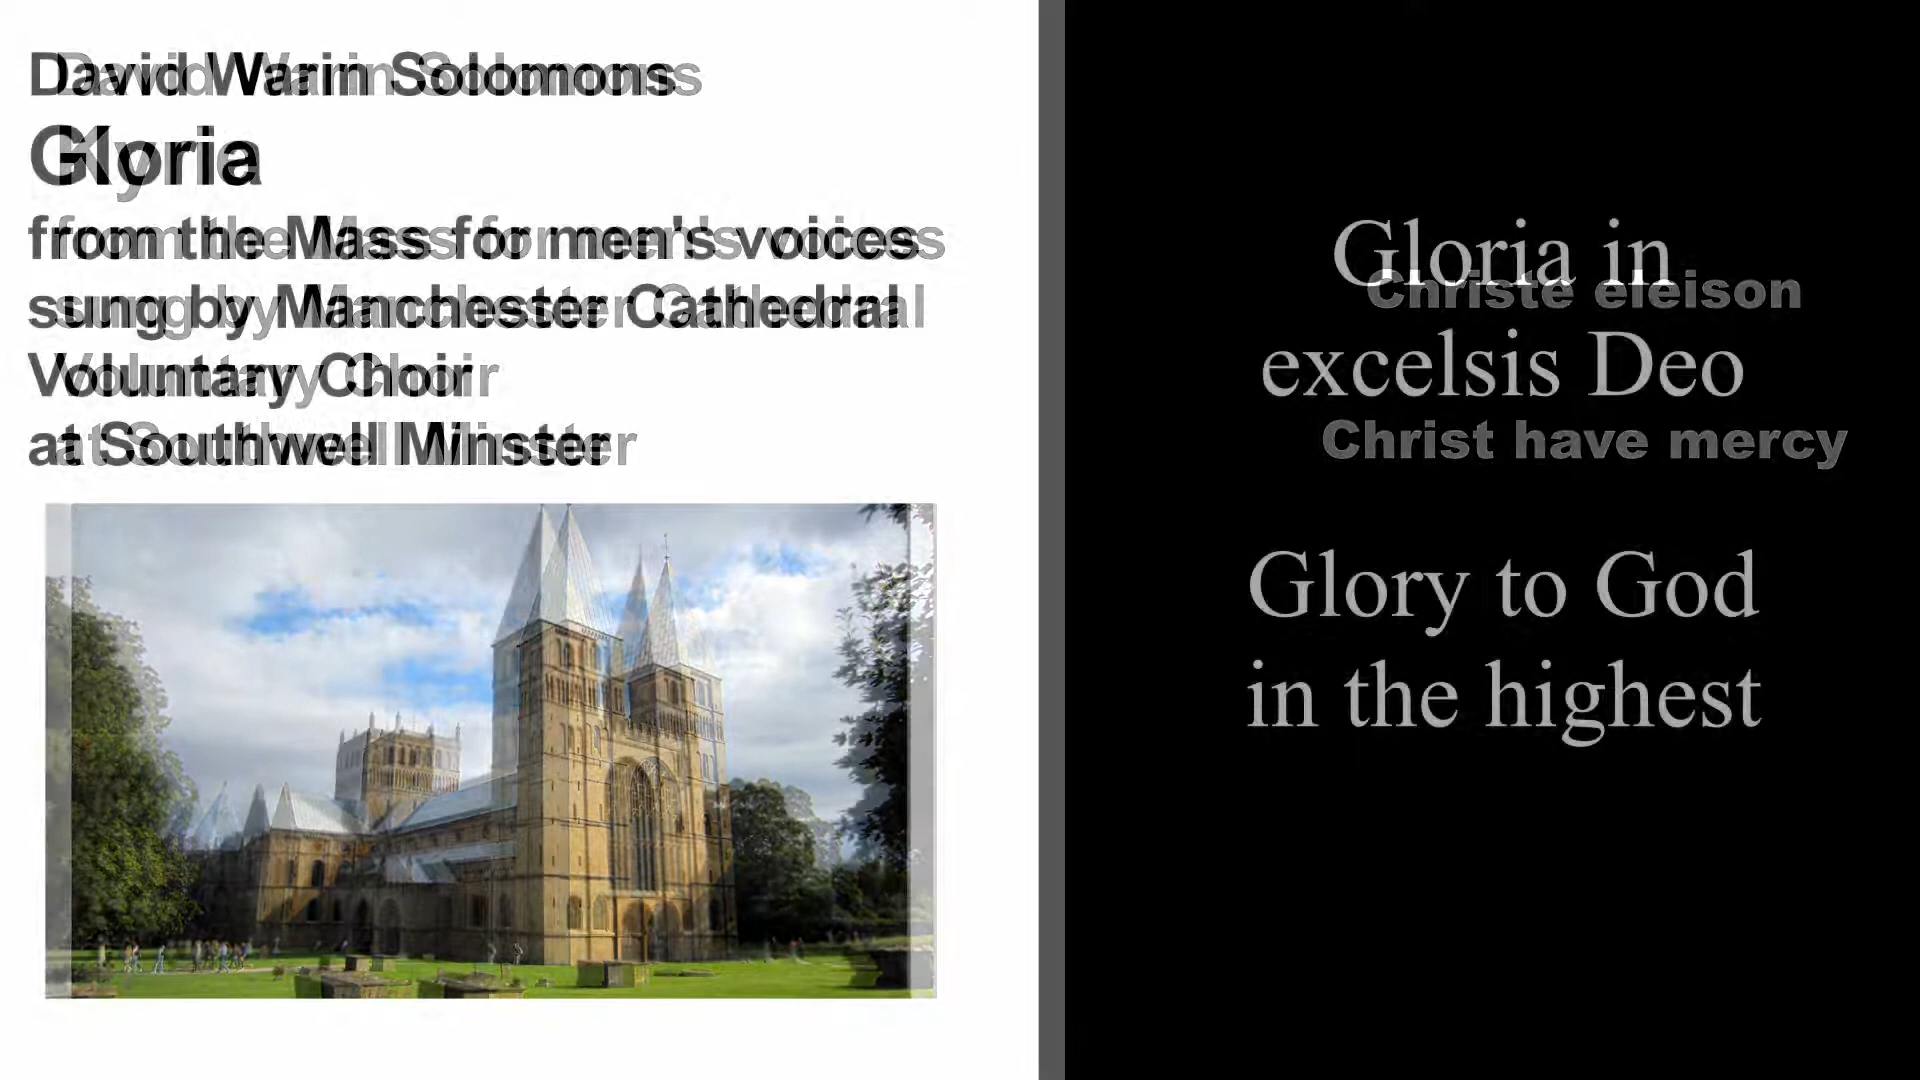 David Warin Solomons
Gloria
Kyrie
from the Mass for men's voices
sung by Manchester Cathedral
Voluntary Choir
at Southwell Minster
Gloria in
Christe eleison
excelsis Deo
Christ have mercy
Glory to God
in the highest